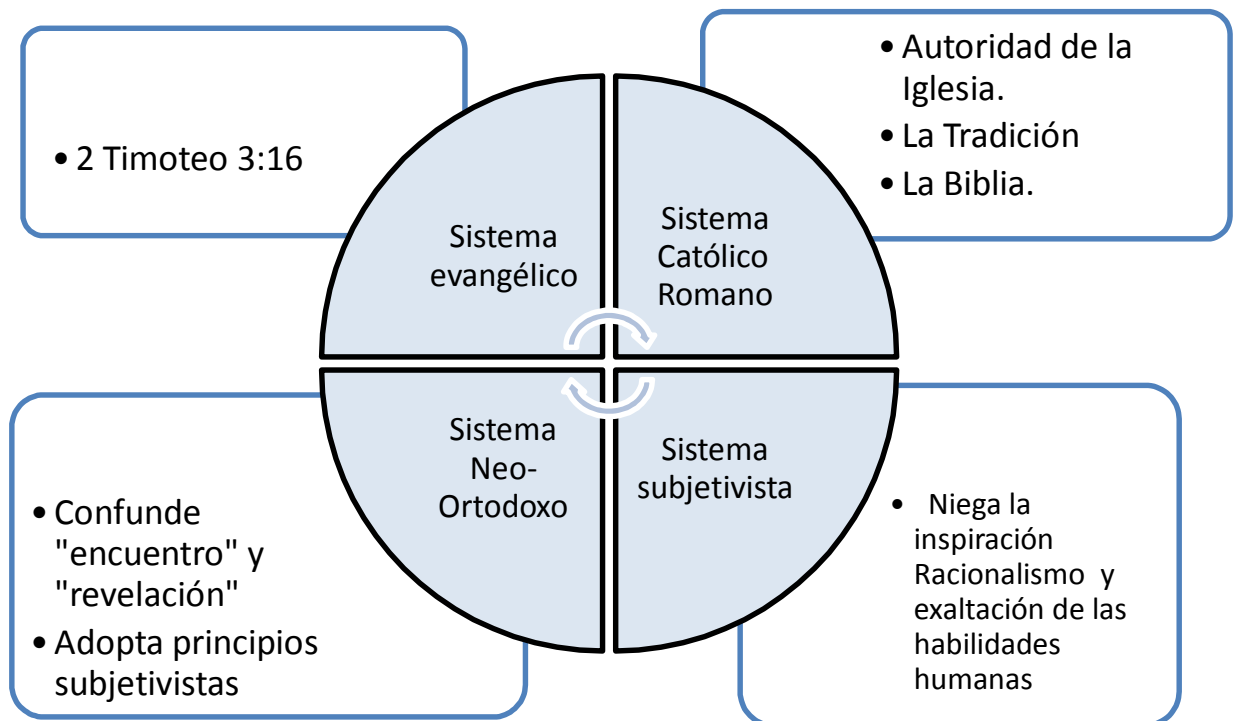 • 2 Timoteo 3:16
Sistema
evangélico
• Autoridad de la
Iglesia.
• La Tradición
• La Biblia.
Sistema
Católico
Romano
• Confunde
"encuentro" y
"revelación"
• Adopta principios
subjetivistas
Sistema
Neo-
Ortodoxo
Sistema
subjetivista
• Niega la
inspiración
Racionalismo y
exaltación de las
habilidades
humanas